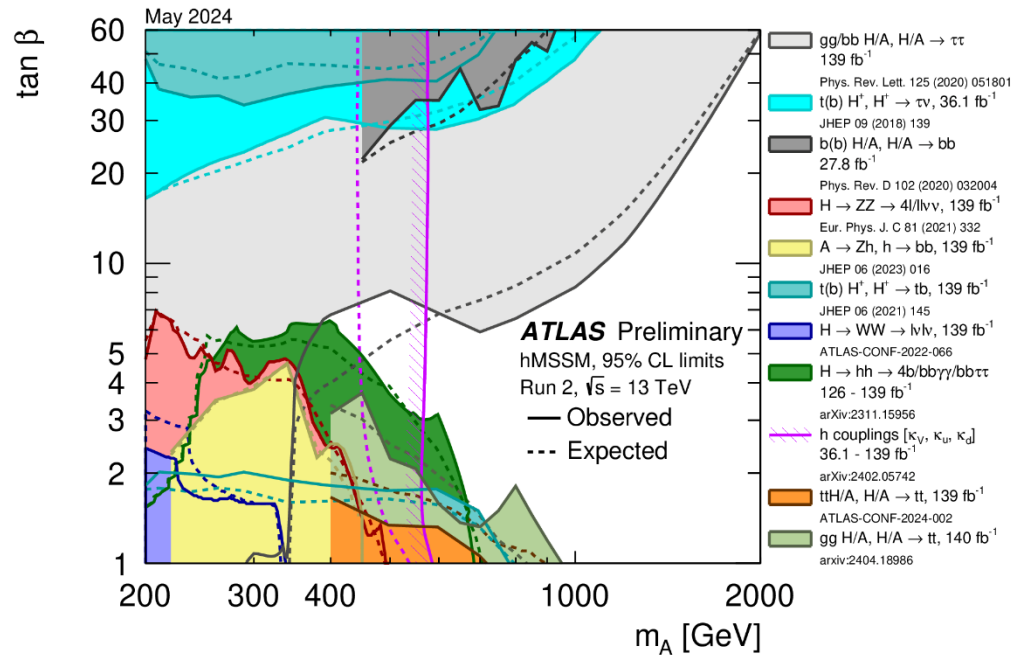 May 2024
tan β
60
40
30
20
10
5
4
3
2
1
200
300
400
1000
2000
m_A [GeV]
ATLAS Preliminary
hMSSM, 95% CL limits
Run 2, √s = 13 TeV
Observed
Expected
gg/bb H/A, H/A → ττ
139 fb⁻¹
Phys. Rev. Lett. 125 (2020) 051801
t(b) H⁺, H⁺ → τν, 36.1 fb⁻¹
JHEP 09 (2018) 139
b(b) H/A, H/A → bb
27.8 fb⁻¹
Phys. Rev. D 102 (2020) 032004
H → ZZ → 4l/llνν, 139 fb⁻¹
Eur. Phys. J. C 81 (2021) 332
A → Zh, h → bb, 139 fb⁻¹
JHEP 06 (2023) 016
t(b) H⁺, H⁺ → tb, 139 fb⁻¹
JHEP 06 (2021) 145
H → WW → lνlν, 139 fb⁻¹
ATLAS-CONF-2022-066
H → hh → 4b/bbγγ/bbττ
126 - 139 fb⁻¹
arXiv:2311.15956
h couplings [κ_V, κ_u, κ_d]
36.1 - 139 fb⁻¹
arXiv:2402.05742
ttH/A, H/A → tt, 139 fb⁻¹
ATLAS-CONF-2024-002
gg H/A, H/A → tt, 140 fb⁻¹
arxiv:2404.18986